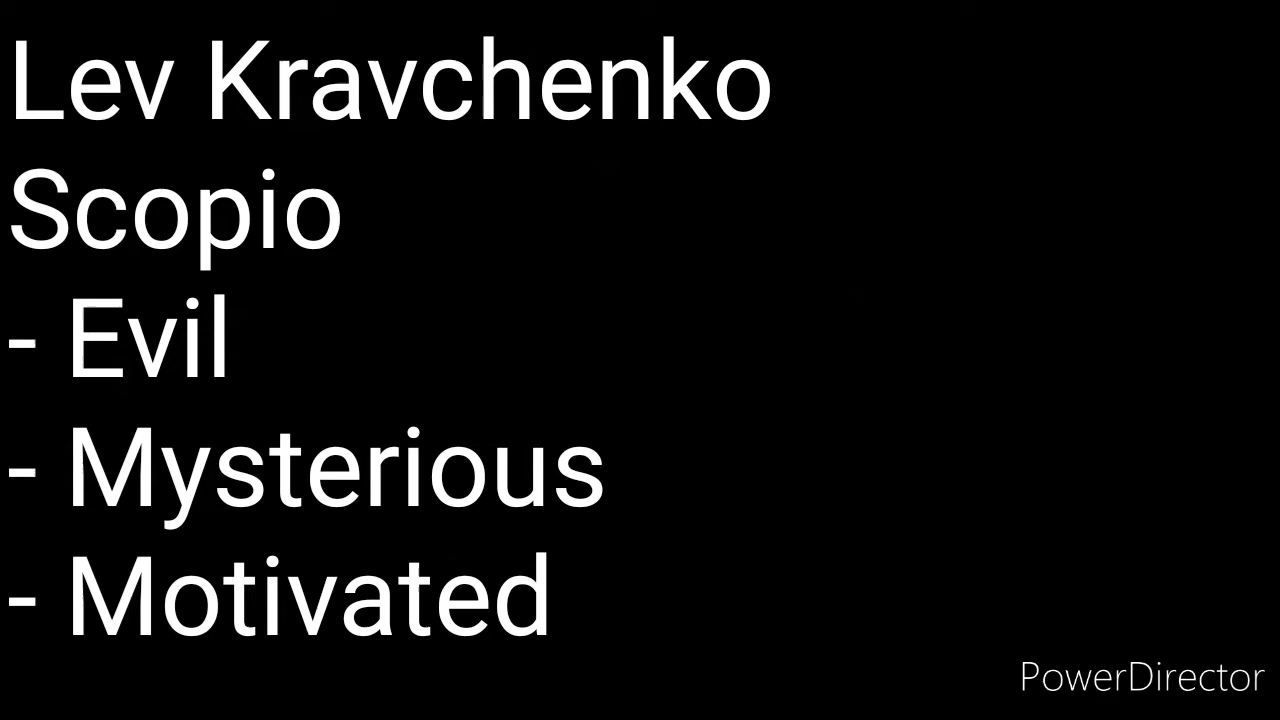 Lev Kravchenko
Scopio
- Evil
- Mysterious
- Motivated
PowerDirector